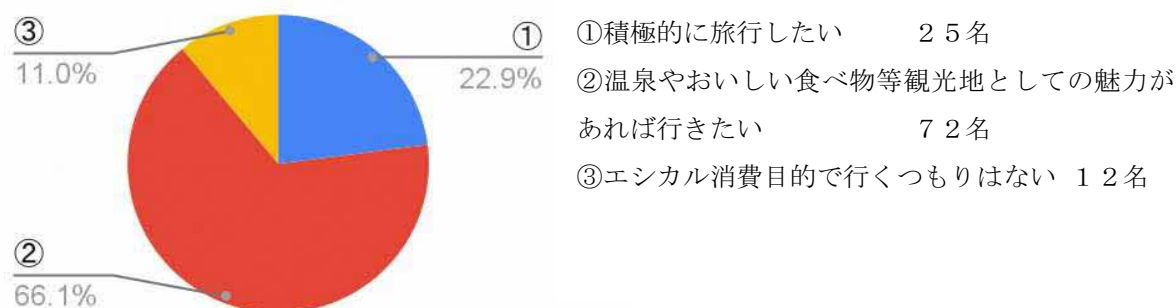 ③
11.0%
①
22.9%
②
66.1%
①積極的に旅行したい　　　２５名
②温泉やおいしい食べ物等観光地としての魅力が
あれば行きたい　　　　　　　７２名
③エシカル消費目的で行くつもりはない　１２名